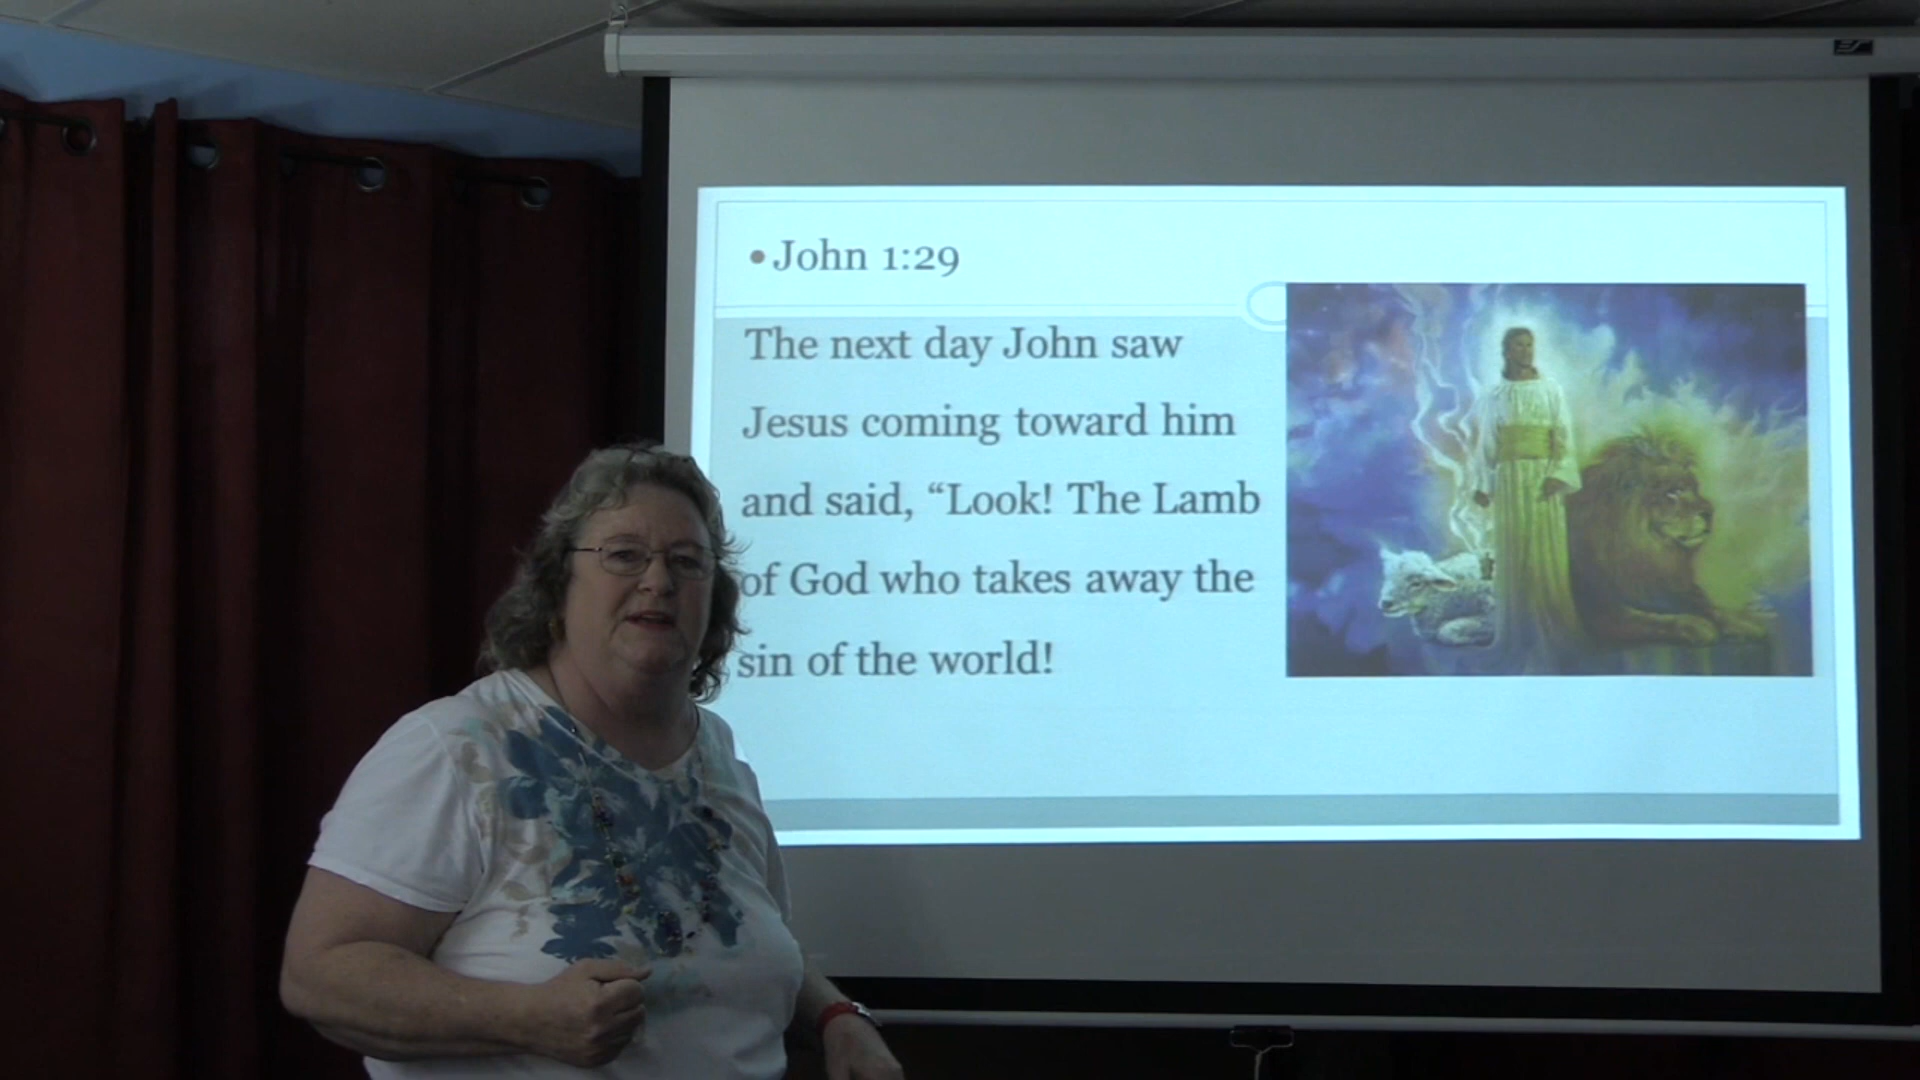 • John 1:29
The next day John saw
Jesus coming toward him
and said, “Look! The Lamb
of God who takes away the
sin of the world!